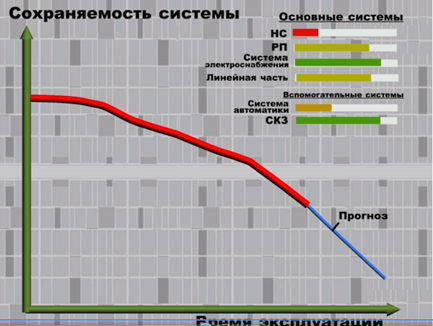 Сохраняемость системы
Основные системы
НС
РП
Система
электроснабжения
Линейная часть
Вспомогательные системы
Система
автоматики
СКЗ
Прогноз
Время эксплуатации